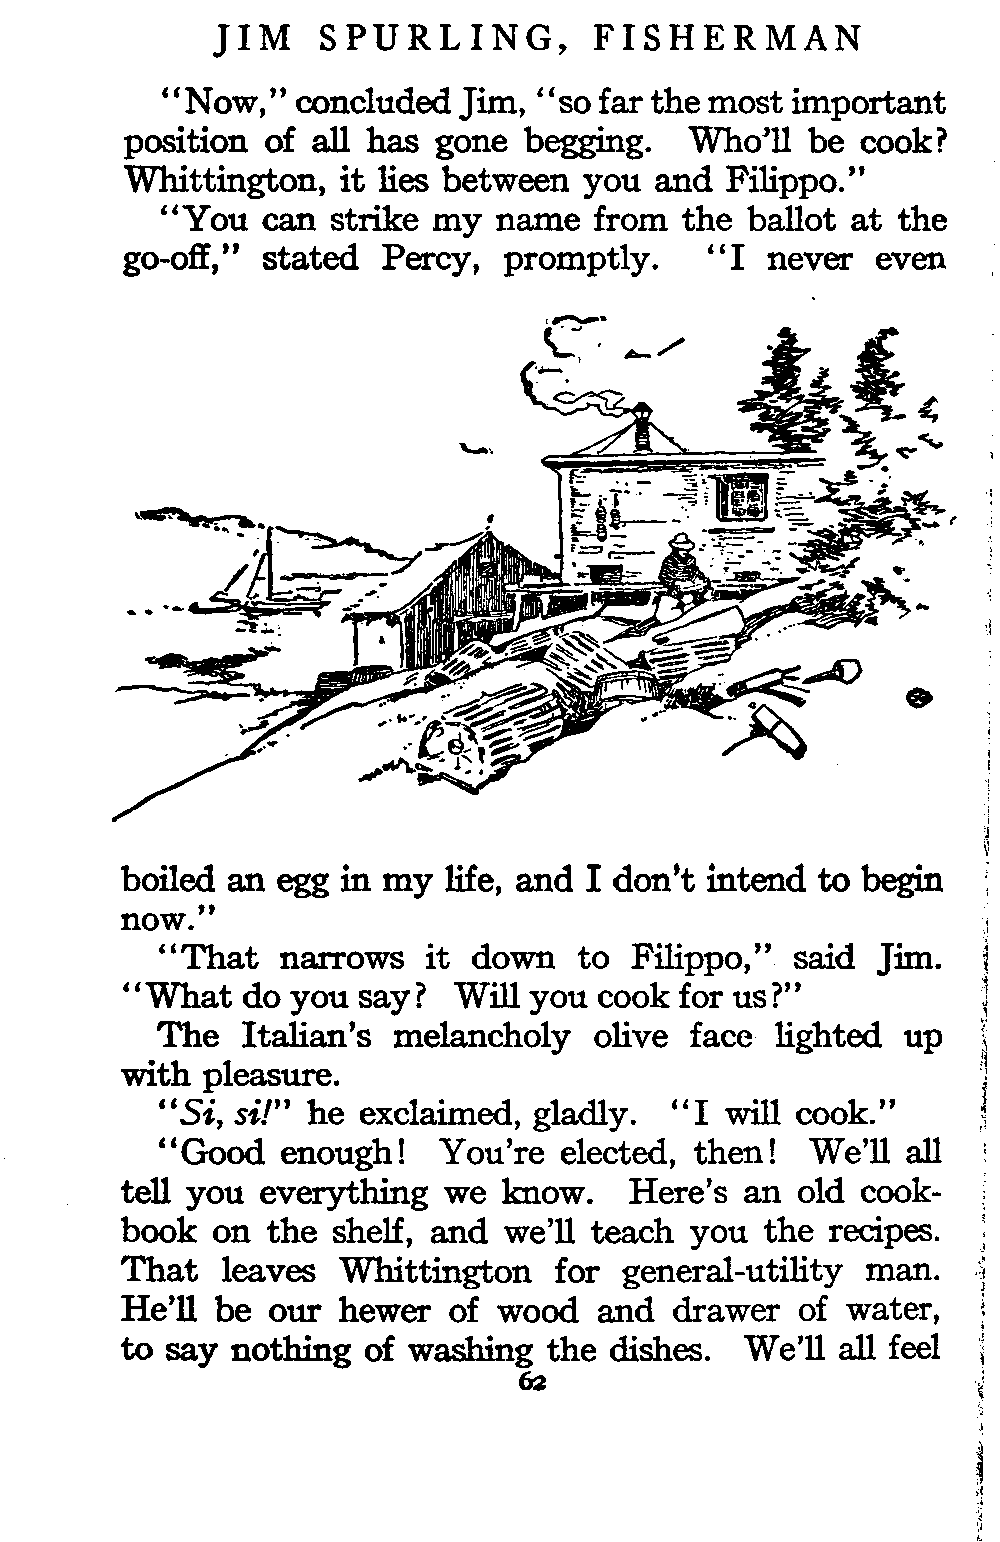 JIM SPURLING, FISHERMAN
“Now,” concluded Jim, “so far the most important
position of all has gone begging. Who’ll be cook?
Whittington, it lies between you and Filippo.”
“You can strike my name from the ballot at the
go-off,” stated Percy, promptly. “I never even
boiled an egg in my life, and I don’t intend to begin
now.”
“That narrows it down to Filippo,” said Jim.
“What do you say? Will you cook for us?”
The Italian’s melancholy olive face lighted up
with pleasure.
“Si, si!” he exclaimed, gladly. “I will cook.”
“Good enough! You’re elected, then! We’ll all
tell you everything we know. Here’s an old cook-
book on the shelf, and we’ll teach you the recipes.
That leaves Whittington for general-utility man.
He’ll be our hewer of wood and drawer of water,
to say nothing of washing the dishes. We’ll all feel
62